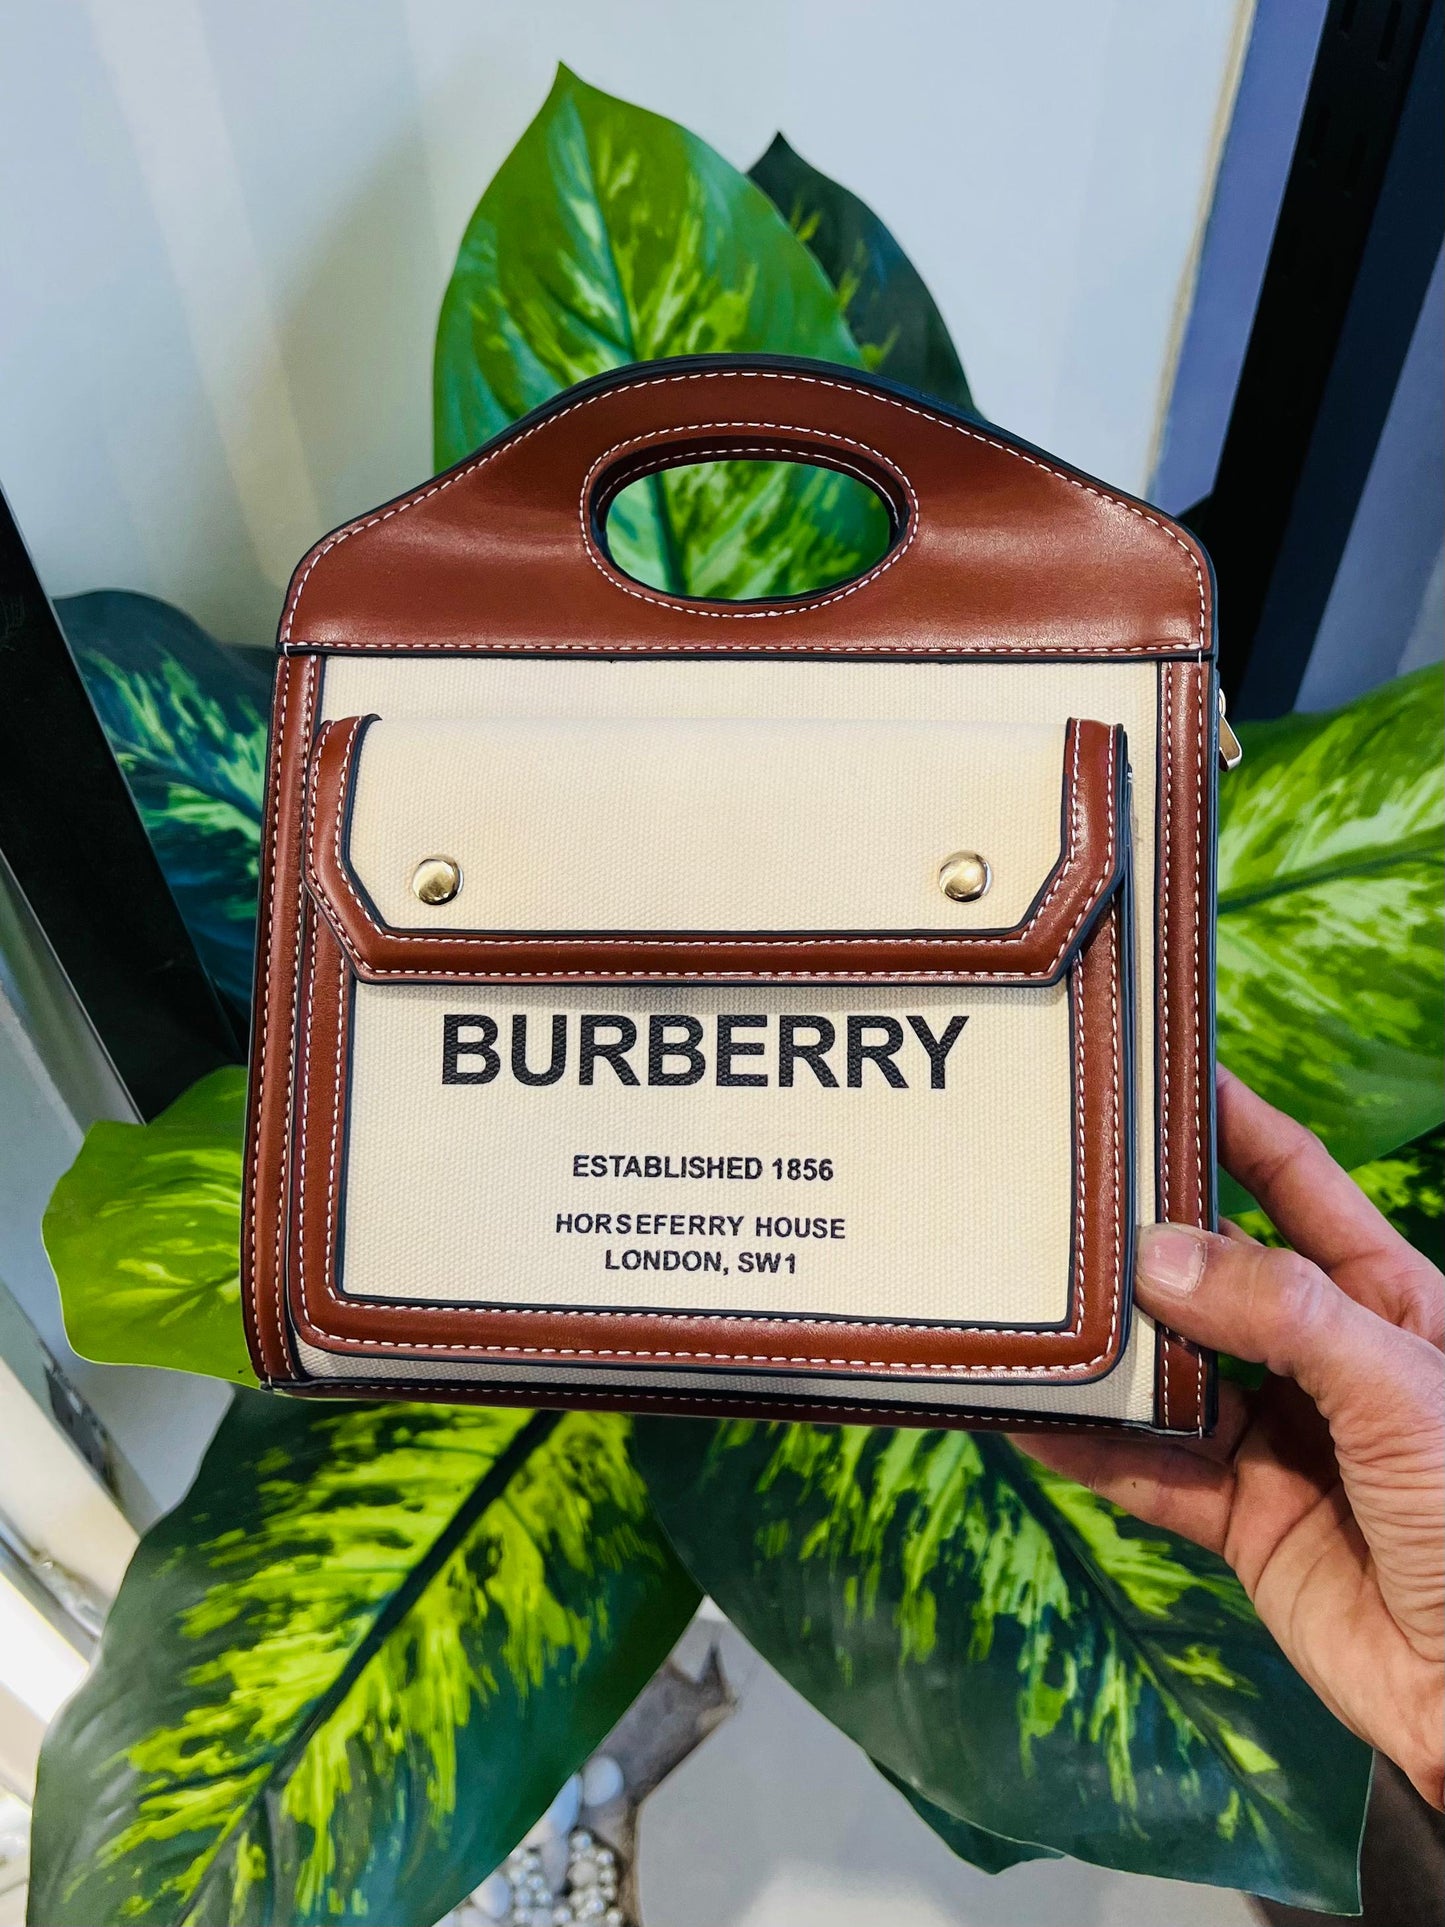 BURBERRY
ESTABLISHED 1856
HORSEFERRY HOUSE
LONDON, SW1